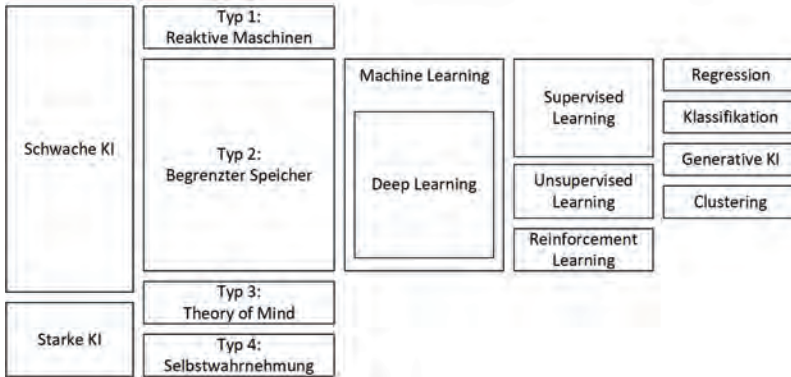 Schwache KI
Starke KI
Typ 1:
Reaktive Maschinen
Typ 2:
Begrenzter Speicher
Typ 3:
Theory of Mind
Typ 4:
Selbstwahrnehmung
Machine Learning
Deep Learning
Supervised
Learning
Unsupervised
Learning
Reinforcement
Learning
Regression
Klassifikation
Generative KI
Clustering